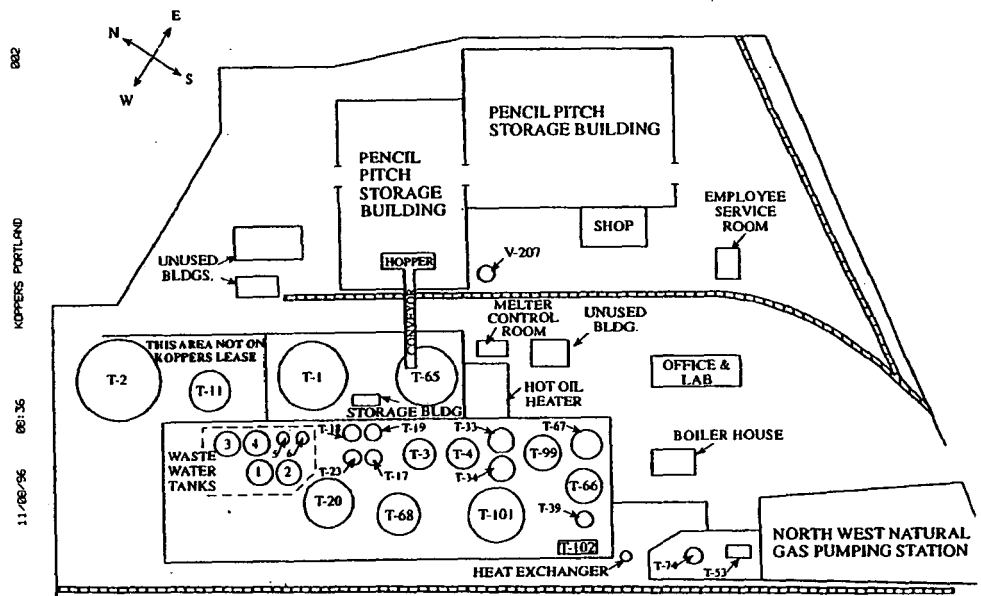 002
KOPPERS PORTLAND
08:36
11/08/96
N
E
S
W
PENCIL PITCH
STORAGE BUILDING
PENCIL
PITCH
STORAGE
BUILDING
EMPLOYEE
SERVICE
ROOM
SHOP
UNUSED
BLDGS.
HOPPER
V-207
CONVEYOR
MELTER
CONTROL
ROOM
UNUSED
BLDG.
THIS AREA NOT ON
KOPPERS LEASE
T-2
T-11
T-1
T-65
OFFICE &
LAB
HOT OIL
HEATER
STORAGE BLDG
T-18
T-19
T-33
T-67
BOILER HOUSE
3
4
5
6
T-3
T-4
T-99
WASTE
WATER
TANKS
1
2
T-23
T-17
T-34
T-66
T-20
T-68
T-101
T-39
T-102
NORTH WEST NATURAL
GAS PUMPING STATION
HEAT EXCHANGER
T-74
T-53